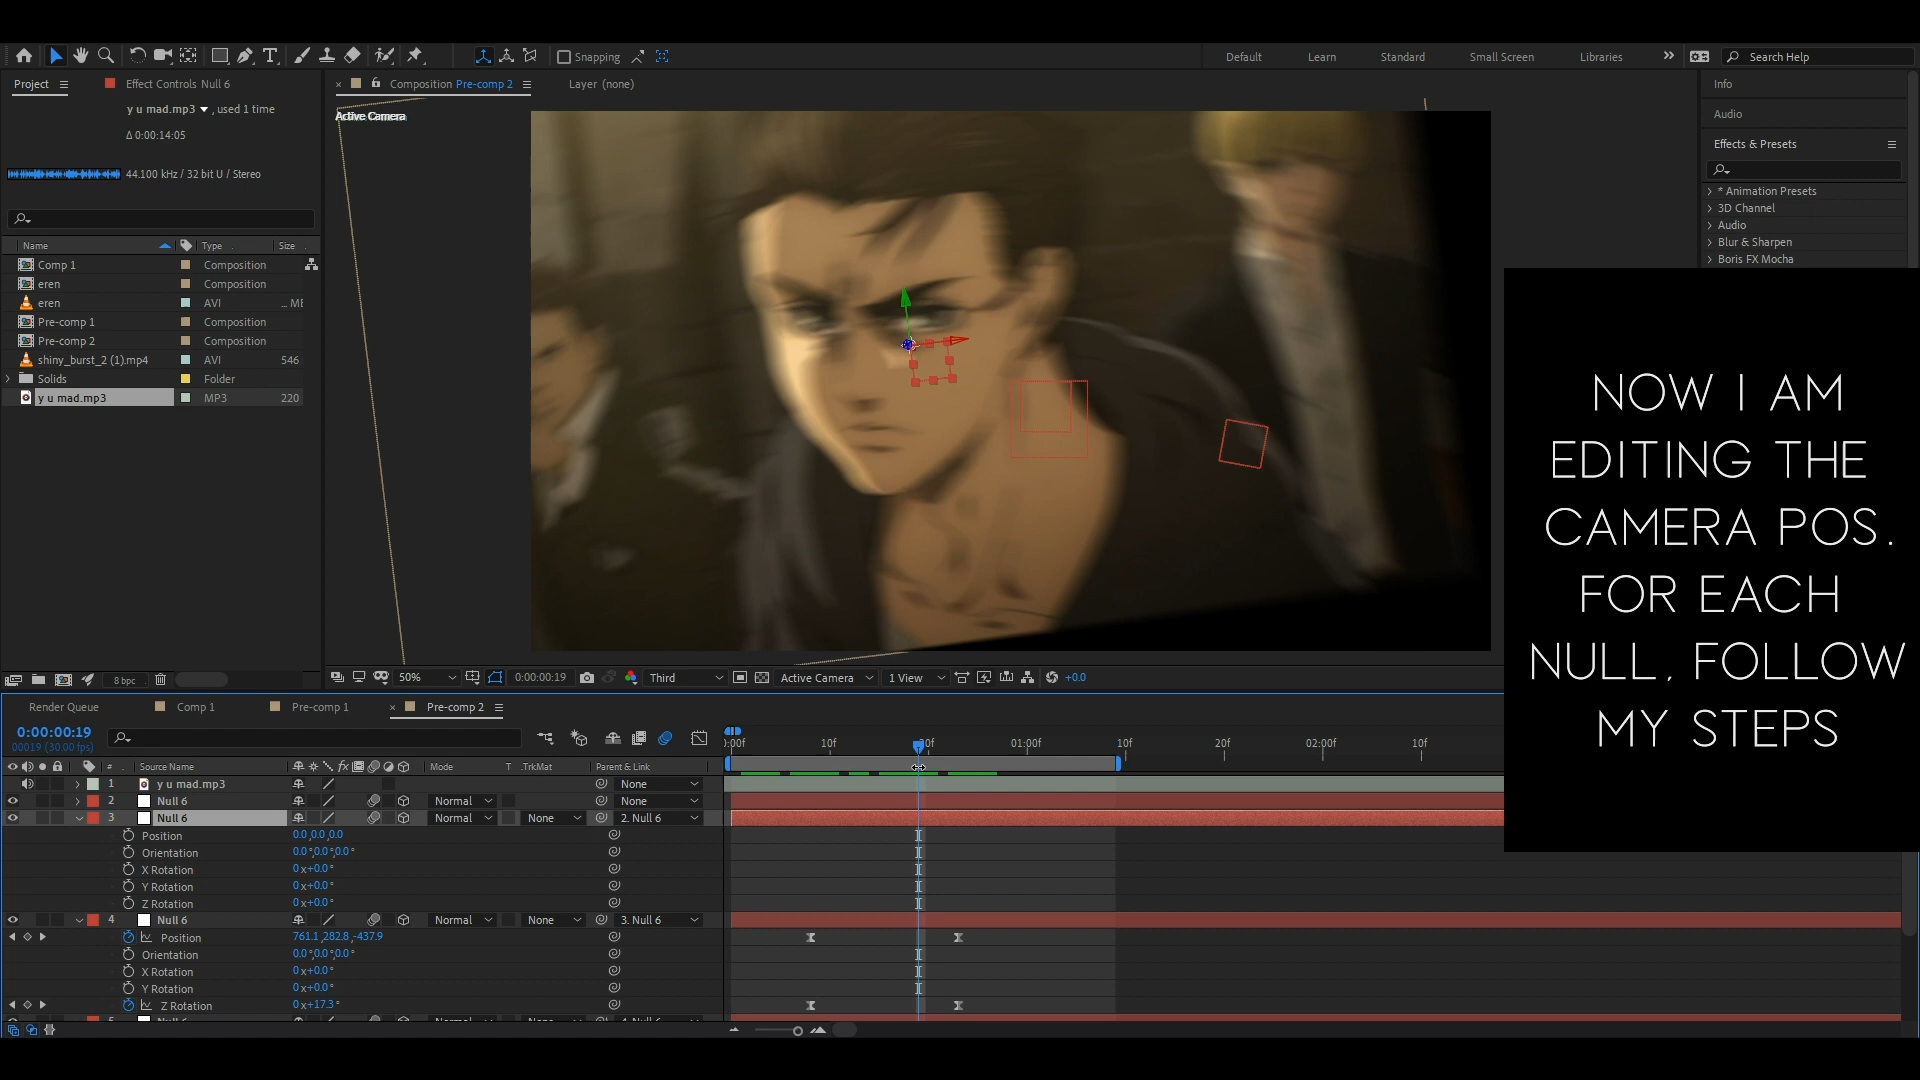 Snapping
Default
Learn
Standard
Small Screen
Libraries
Search Help
Project
Effect Controls Null 6
Composition Pre-comp 2
Layer (none)
Info
y u mad.mp3 , used 1 time
Active Camera
Audio
Δ 0:00:14:05
Effects & Presets
44.100 kHz / 32 bit U / Stereo
* Animation Presets
3D Channel
Audio
Blur & Sharpen
Boris FX Mocha
Name
Type
Size
Comp 1
Composition
eren
Composition
eren
AVI
... ME
Pre-comp 1
Composition
Pre-comp 2
Composition
shiny_burst_2 (1).mp4
AVI
546
Solids
Folder
y u mad.mp3
MP3
220
NOW I AM
EDITING THE
CAMERA POS.
FOR EACH
NULL, FOLLOW
MY STEPS
8 bpc
50%
0:00:00:19
Third
Active Camera
1 View
+0.0
Render Queue
Comp 1
Pre-comp 1
Pre-comp 2
0:00:00:19
00019 (30.00 fps)
0:00f
10f
20f
01:00f
10f
20f
02:00f
10f
#
Source Name
Mode
T
.TrkMat
Parent & Link
1
y u mad.mp3
None
2
Null 6
Normal
None
3
Null 6
Normal
None
2. Null 6
Position
0.0,0.0,0.0
Orientation
0.0°,0.0°,0.0°
X Rotation
0x+0.0°
Y Rotation
0x+0.0°
Z Rotation
0x+0.0°
4
Null 6
Normal
None
3. Null 6
Position
761.1,282.8,-437.9
Orientation
0.0°,0.0°,0.0°
X Rotation
0x+0.0°
Y Rotation
0x+0.0°
Z Rotation
0x+17.3°